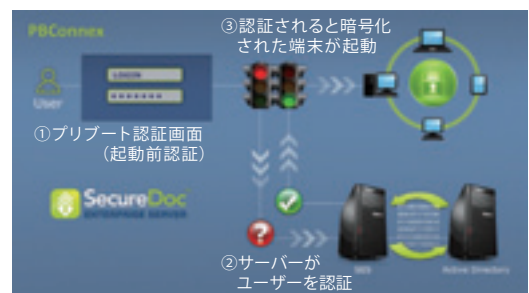 PBConnex
③認証されると暗号化
された端末が起動
LOGIN
*******
User
①プリブート認証画面
（起動前認証）
SecureDoc
ENTERPRISE SERVER
?
②サーバーが
ユーザーを認証
SES
Active Directory